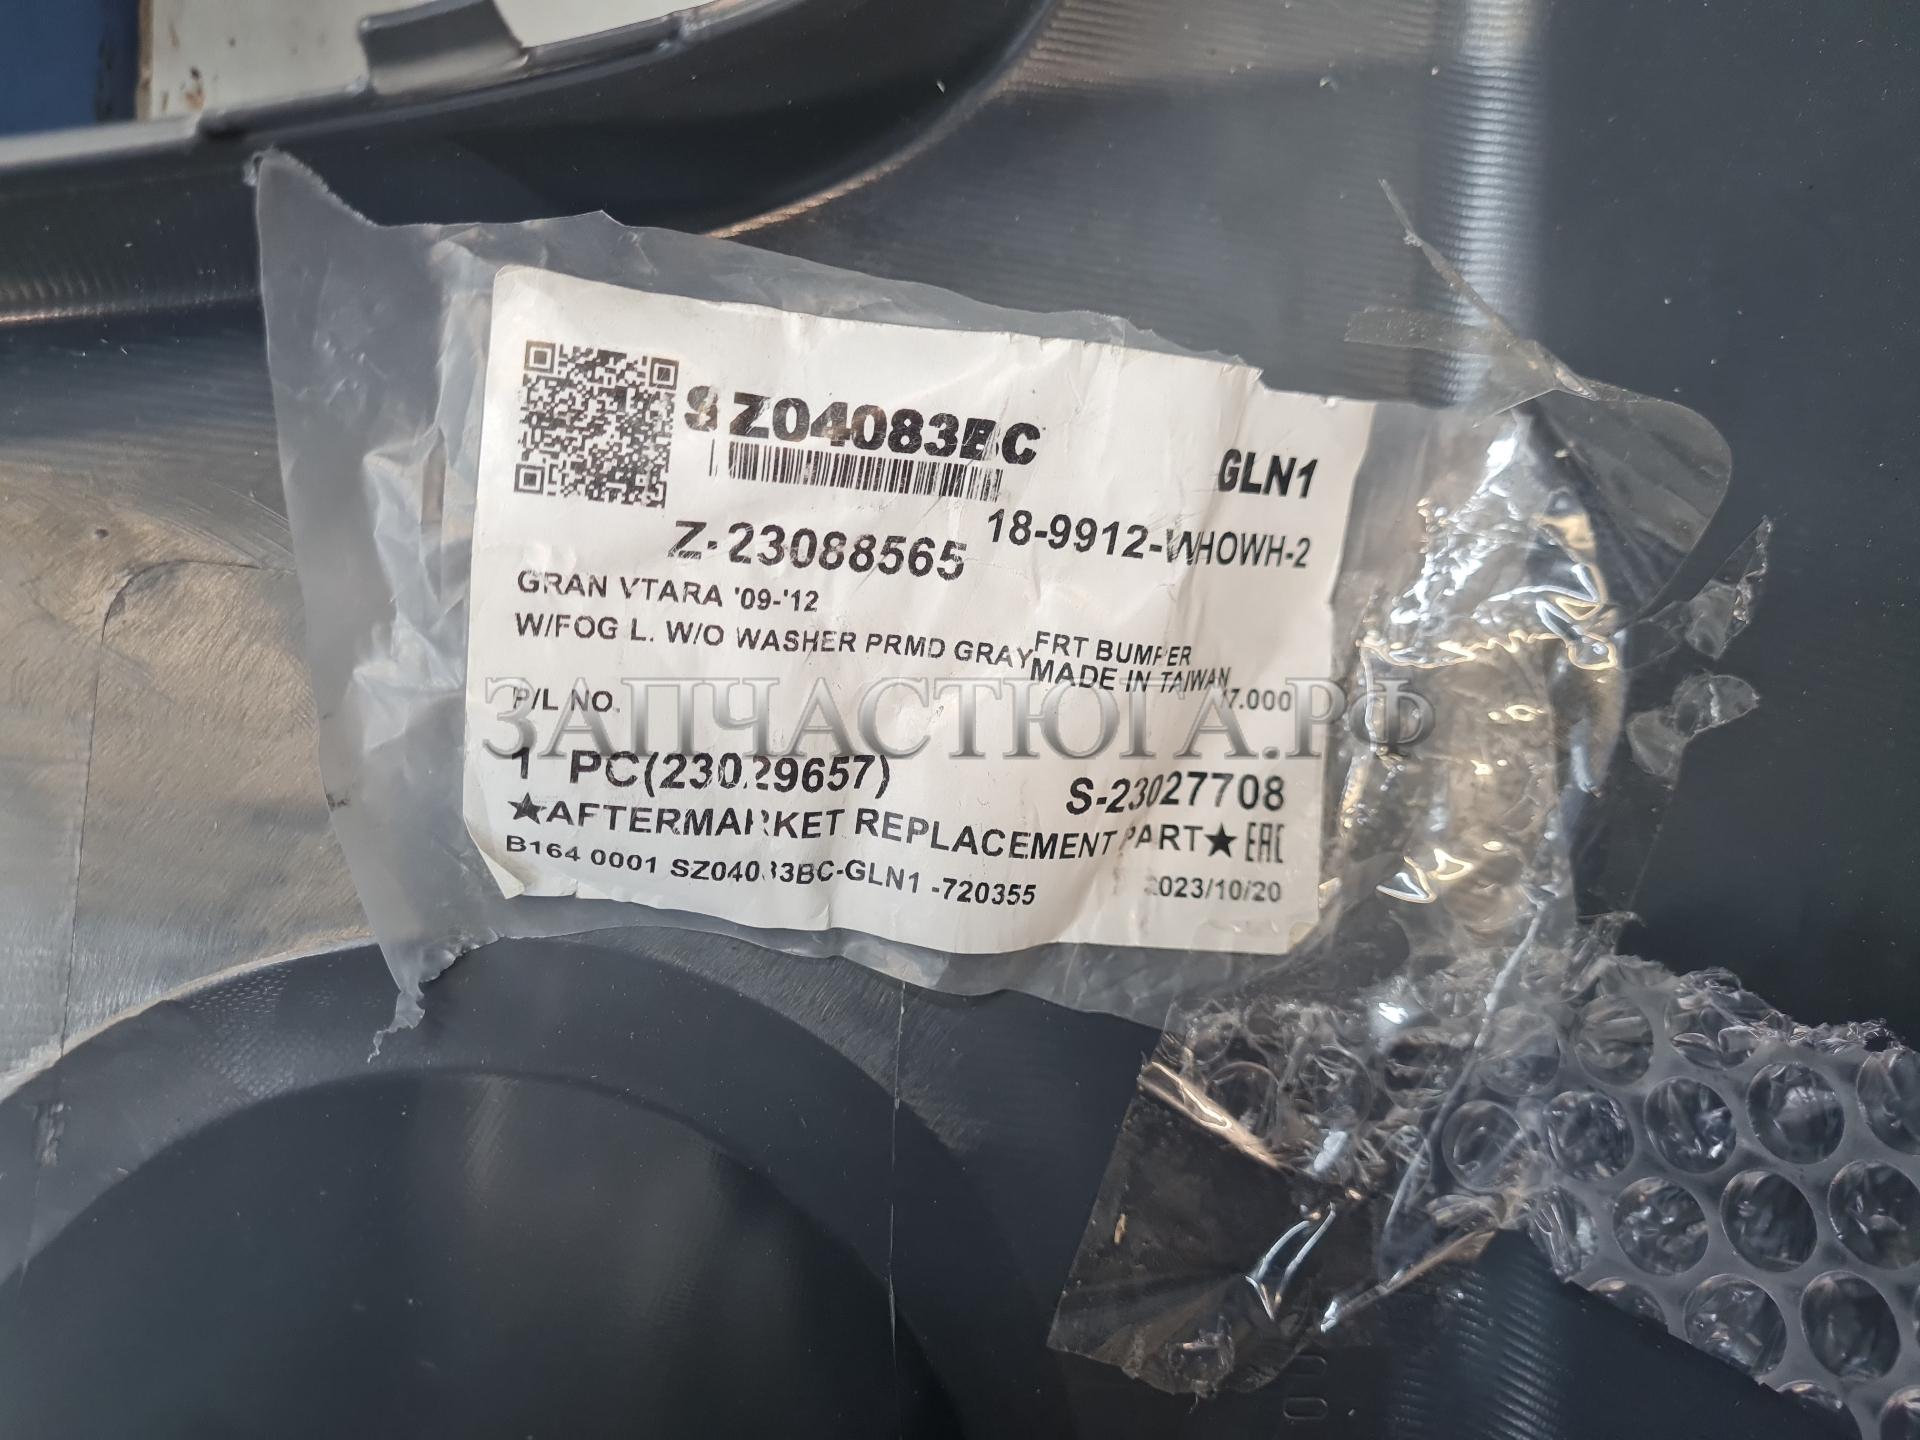 SZ04083BC
GLN1
Z-23088565
18-9912-WHOWH-2
GRAN VTARA '09-'12
W/FOG L. W/O WASHER PRMD GRAY
FRT BUMPER
MADE IN TAIWAN
P/L NO.
17.000
ЗАПЧАСТЮГА.РФ
1 PC(23029657)
S-23027708
★AFTERMARKET REPLACEMENT PART★ EAC
B164 0001 SZ04083BC-GLN1 -720355
2023/10/20